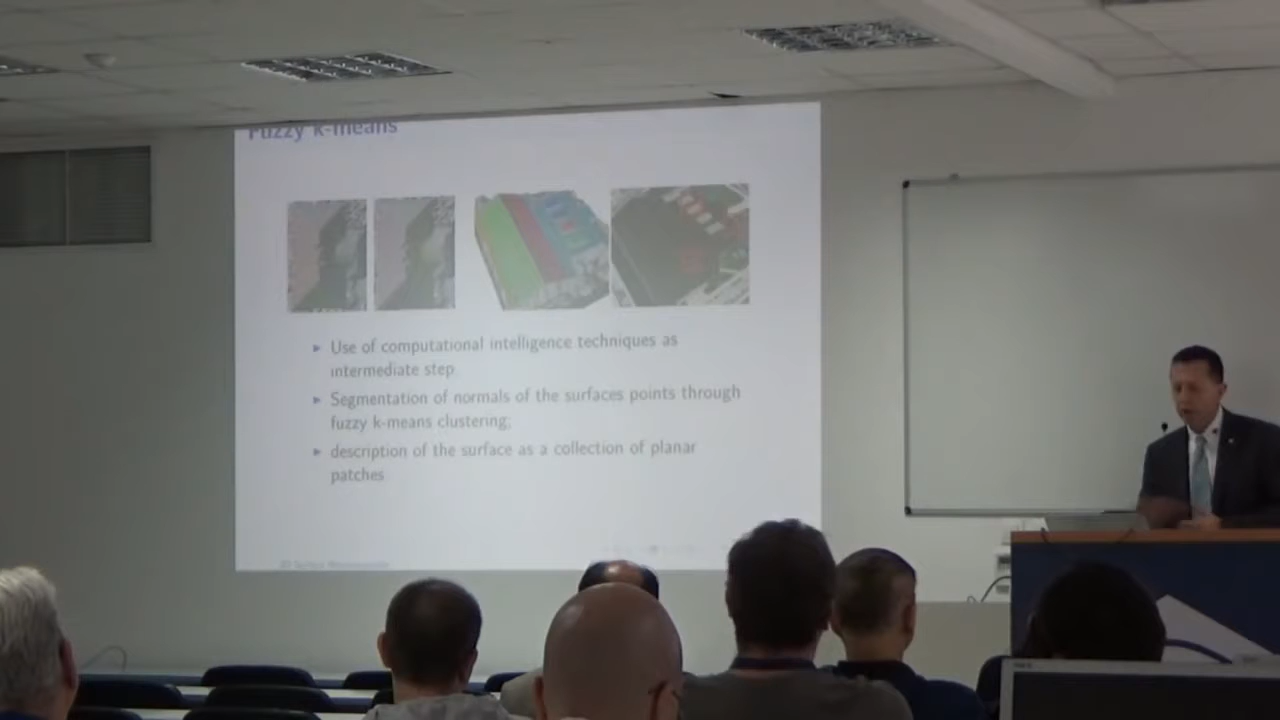 Fuzzy k-means
Use of computational intelligence techniques as
intermediate step
Segmentation of normals of the surfaces points through
fuzzy k-means clustering;
description of the surface as a collection of planar
patches